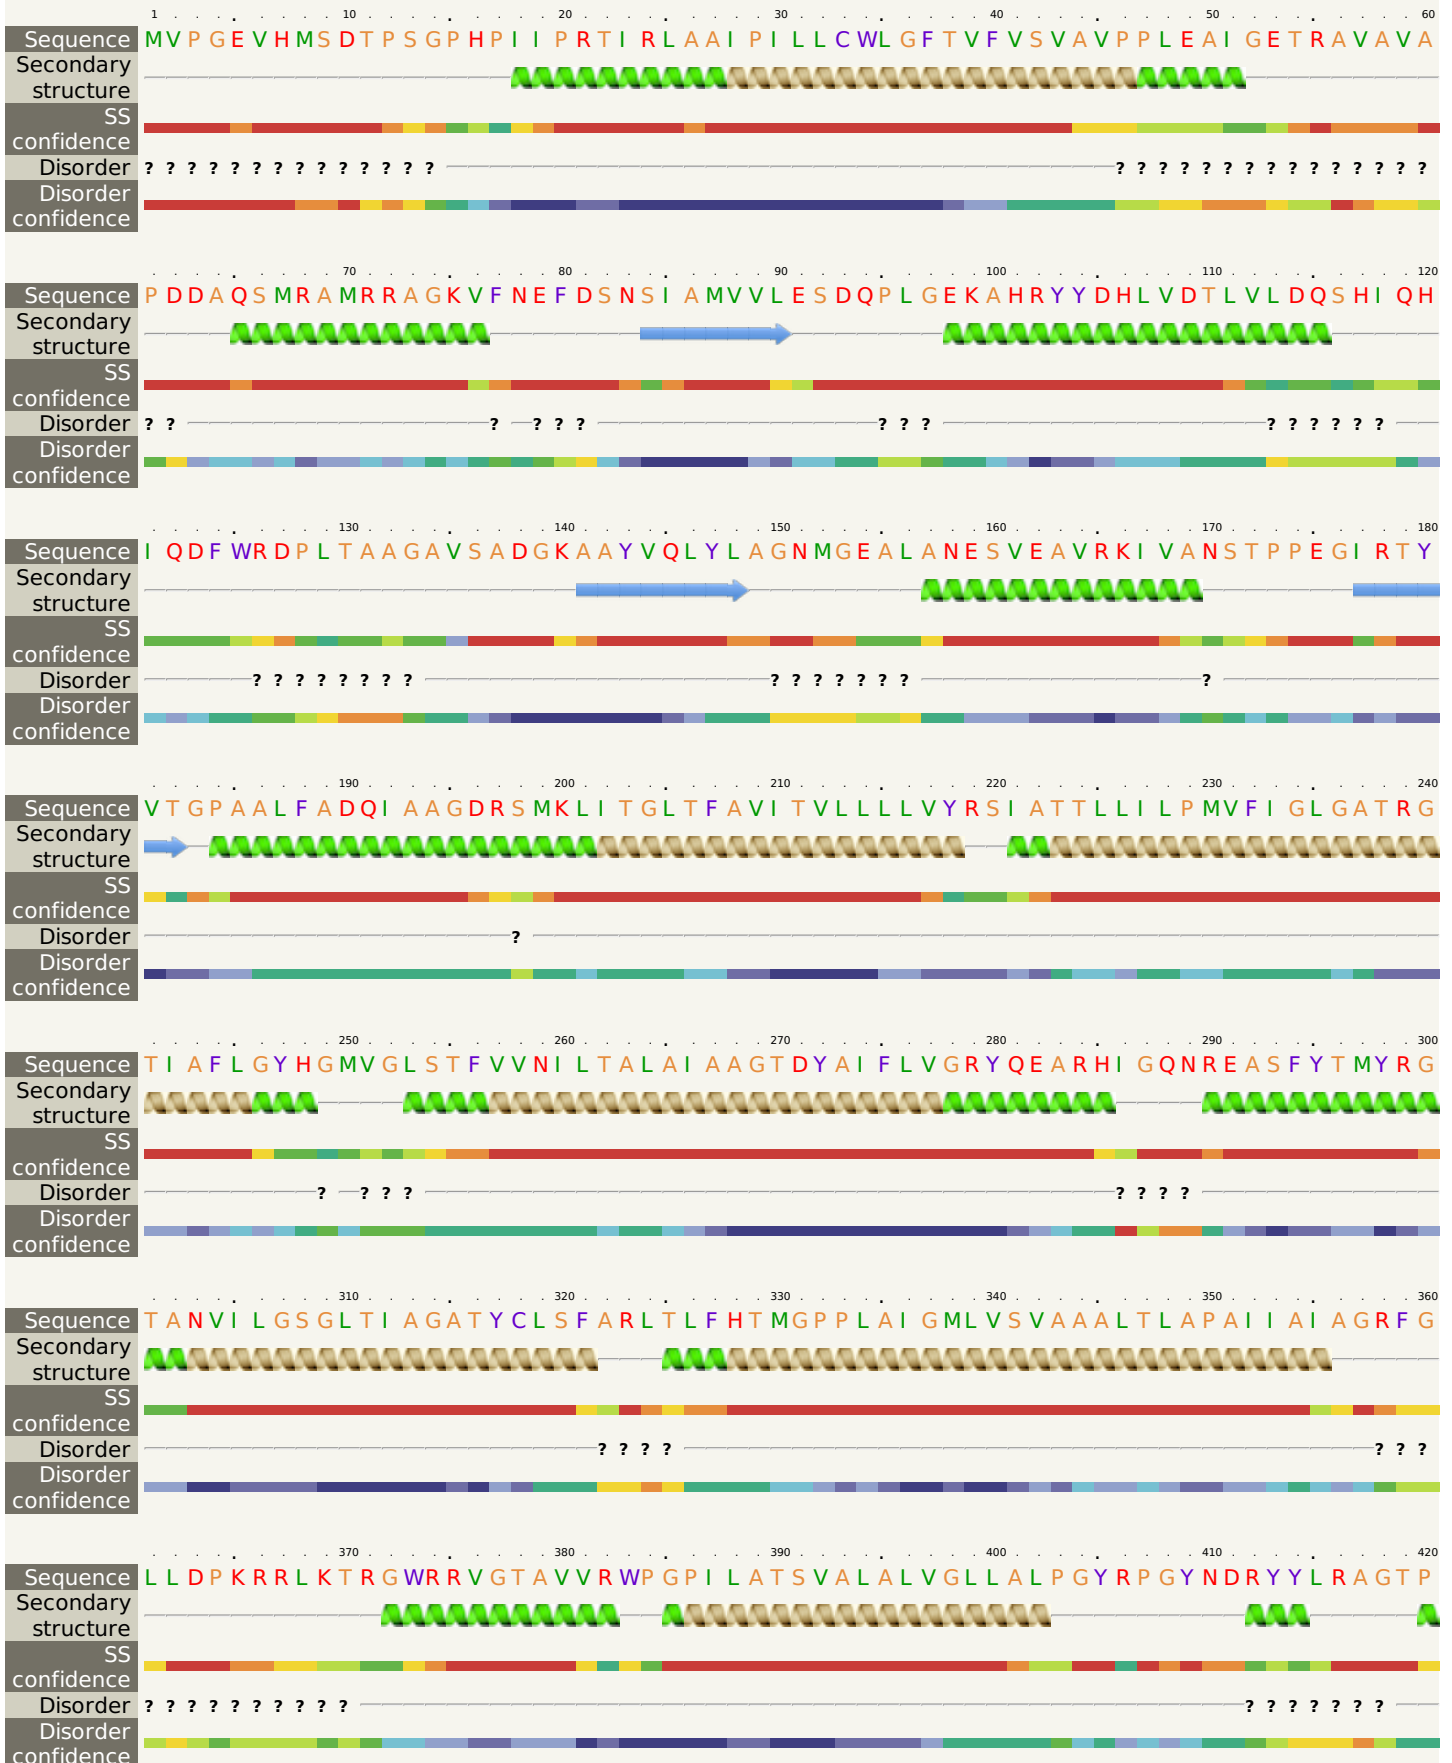 1 10 20 30 40 50 60
Sequence MVPGEVHMSDTPSGPHPIIPRTIRLAAIPILLCWLGFTVFVSVAVPPLEAIGETRAVAVA
Secondary
structure
SS
confidence
Disorder ? ? ? ? ? ? ? ? ? ? ? ? ? ? ? ? ? ? ? ? ? ? ? ? ? ? ? ? ?
Disorder
confidence
70 80 90 100 110 120
Sequence PDDAQSMRAMRRAGKVFNEFDSNSIAMVVLESDQPLGEKAHRYYDHLVDTLVLDQSHIQH
Secondary
structure
SS
confidence
Disorder ? ? ? ? ? ? ? ? ? ? ? ? ? ? ?
Disorder
confidence
130 140 150 160 170 180
Sequence IQDFWRDPLTAAGAVSADGKAAYVQLYLAGNMGEALANESVEAVRKIVANSTPPEGIRTY
Secondary
structure
SS
confidence
Disorder ? ? ? ? ? ? ? ? ? ? ? ? ? ? ?
Disorder
confidence
190 200 210 220 230 240
Sequence VTGPAALFADQIAAGDRSMKLITGLTFAVITVLLLLVYRSIATTLLILPMVFIGLGATRG
Secondary
structure
SS
confidence
Disorder ?
Disorder
confidence
250 260 270 280 290 300
Sequence TIAFLGYHGMVGLSTFVVNILTALAIAAGTDYAIFLVGRYQEARHIGQNREASFYTMYRG
Secondary
structure
SS
confidence
Disorder ? ? ? ? ? ? ? ?
Disorder
confidence
310 320 330 340 350 360
Sequence TANVILGSGLTIAGATYCLSFARLTLFHTMGPPLAIGMLVSVAAALTLAPAIIAIAGRFG
Secondary
structure
SS
confidence
Disorder ? ? ? ? ? ? ?
Disorder
confidence
370 380 390 400 410 420
Sequence LLDPKRRLKTRGWRRVGTAVVRWPGPILATSVALALVGLLALPGYRPGYNDRYYLRAGTP
Secondary
structure
SS
confidence
Disorder ? ? ? ? ? ? ? ? ? ? ? ? ? ? ? ? ?
Disorder
confidence